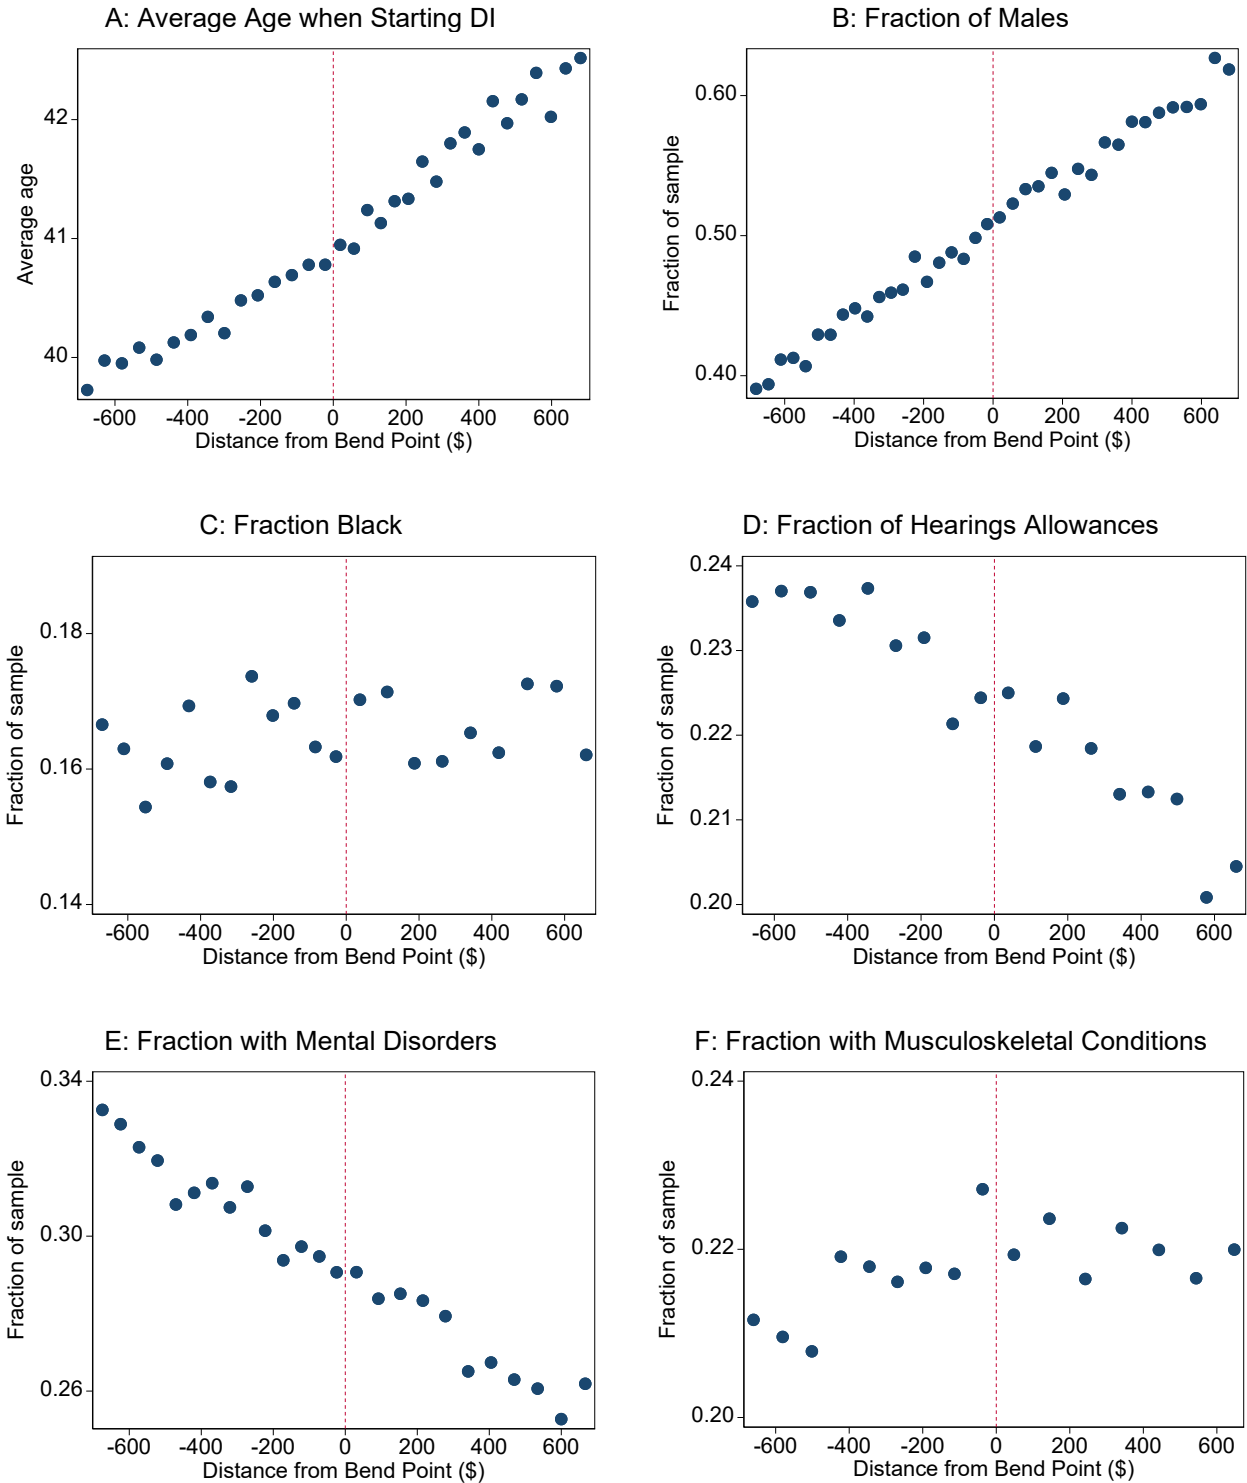 A: Average Age when Starting DI
Average age
42
41
40
-600 -400 -200 0 200 400 600
Distance from Bend Point ($)
B: Fraction of Males
Fraction of sample
0.60
0.50
0.40
-600 -400 -200 0 200 400 600
Distance from Bend Point ($)
C: Fraction Black
Fraction of sample
0.18
0.16
0.14
-600 -400 -200 0 200 400 600
Distance from Bend Point ($)
D: Fraction of Hearings Allowances
Fraction of sample
0.24
0.23
0.22
0.21
0.20
-600 -400 -200 0 200 400 600
Distance from Bend Point ($)
E: Fraction with Mental Disorders
Fraction of sample
0.34
0.30
0.26
-600 -400 -200 0 200 400 600
Distance from Bend Point ($)
F: Fraction with Musculoskeletal Conditions
Fraction of sample
0.24
0.22
0.20
-600 -400 -200 0 200 400 600
Distance from Bend Point ($)